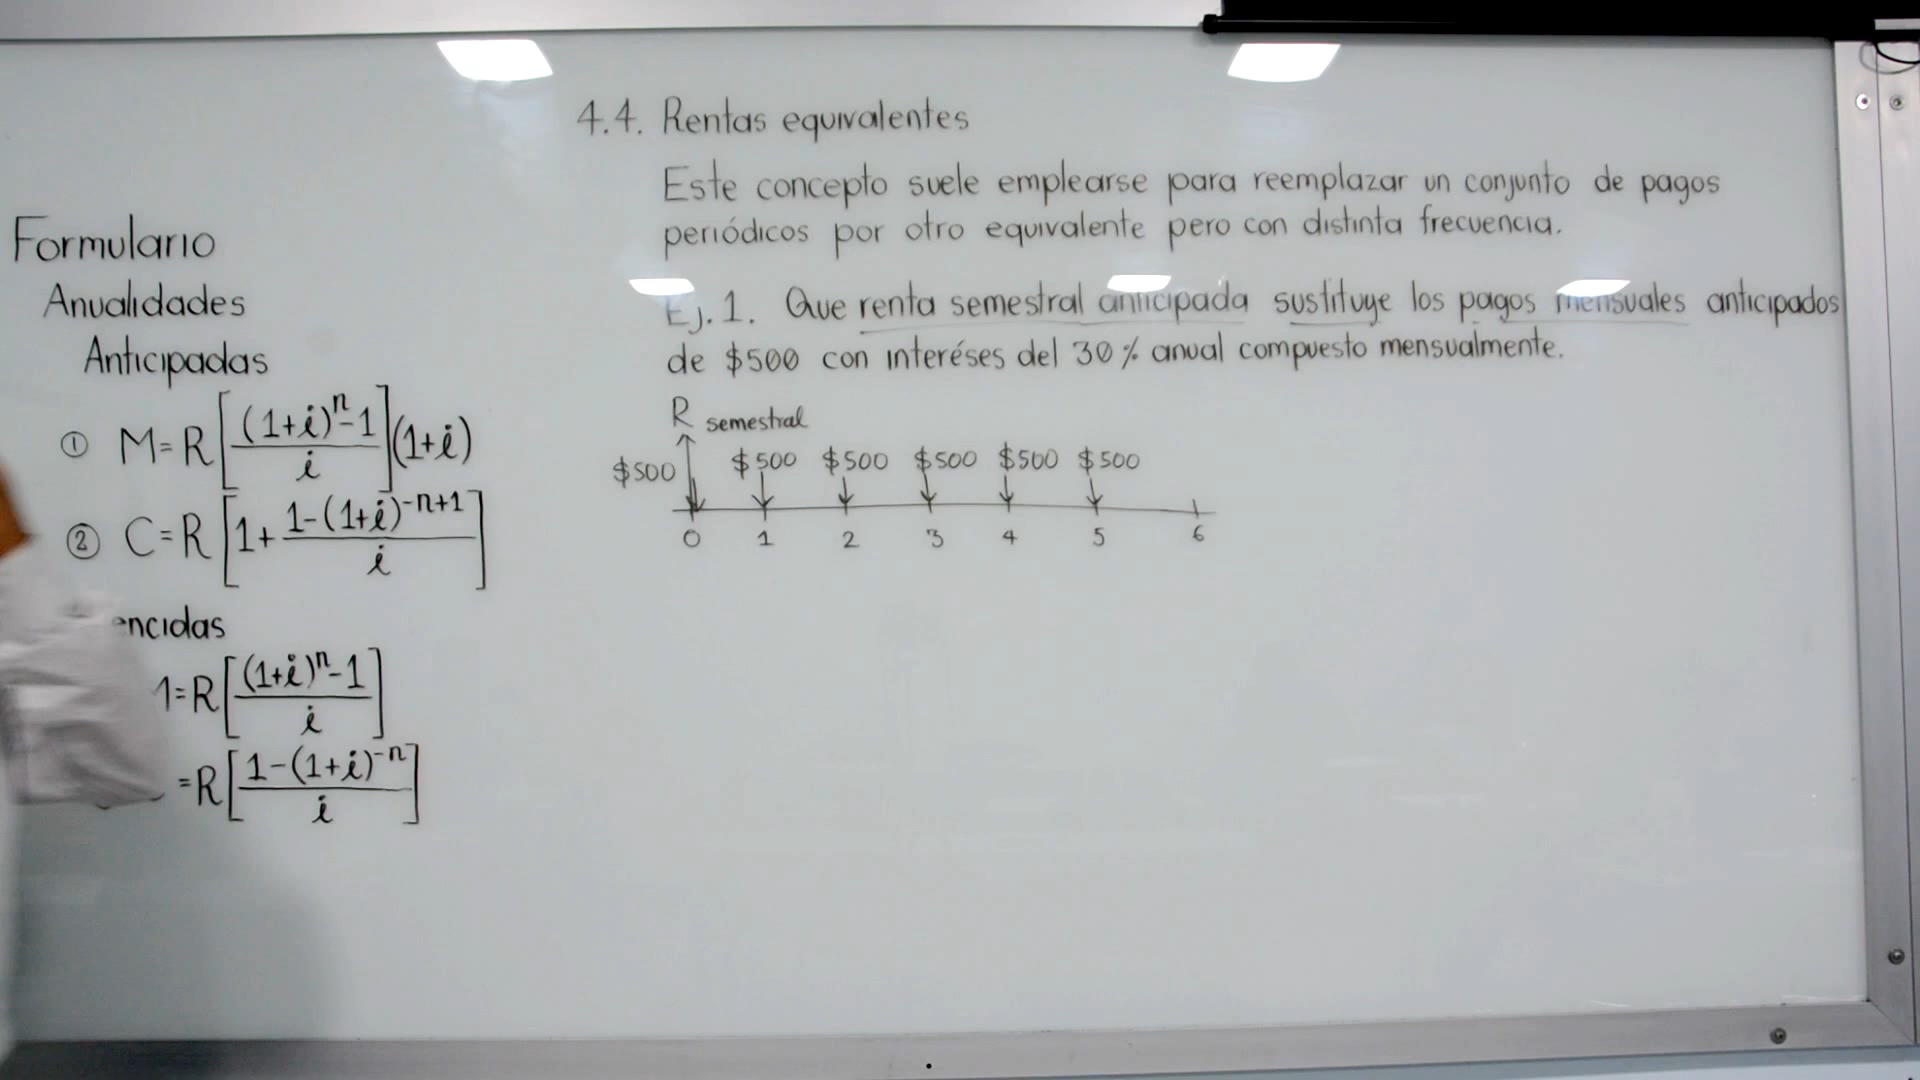 4.4. Rentas equivalentes
Este concepto suele emplearse para reemplazar un conjunto de pagos
periódicos por otro equivalente pero con distinta frecuencia.
Ej. 1. Que renta semestral anticipada sustituye los pagos mensuales anticipados
de $500 con interéses del 30% anual compuesto mensualmente.
R semestral
$500 $500 $500 $500 $500 $500
0 1 2 3 4 5 6
Formulario
Anualidades
Anticipadas
① M=R[((1+i)^n-1)/i](1+i)
② C=R[1+(1-(1+i)^-n+1)/i]
encidas
=R[((1+i)^n-1)/i]
=R[(1-(1+i)^-n)/i]